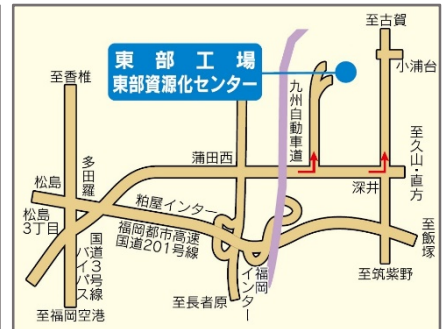 至古賀
小浦台
東部工場
東部資源化センター
至香椎
九州自動車道
至久山・直方
多田羅
蒲田西
深井
松島
松島
3丁目
粕屋インター
福岡都市高速
国道201号線
国道3号線
バイパス
福岡
インター
至飯塚
至筑紫野
至長者原
至福岡空港